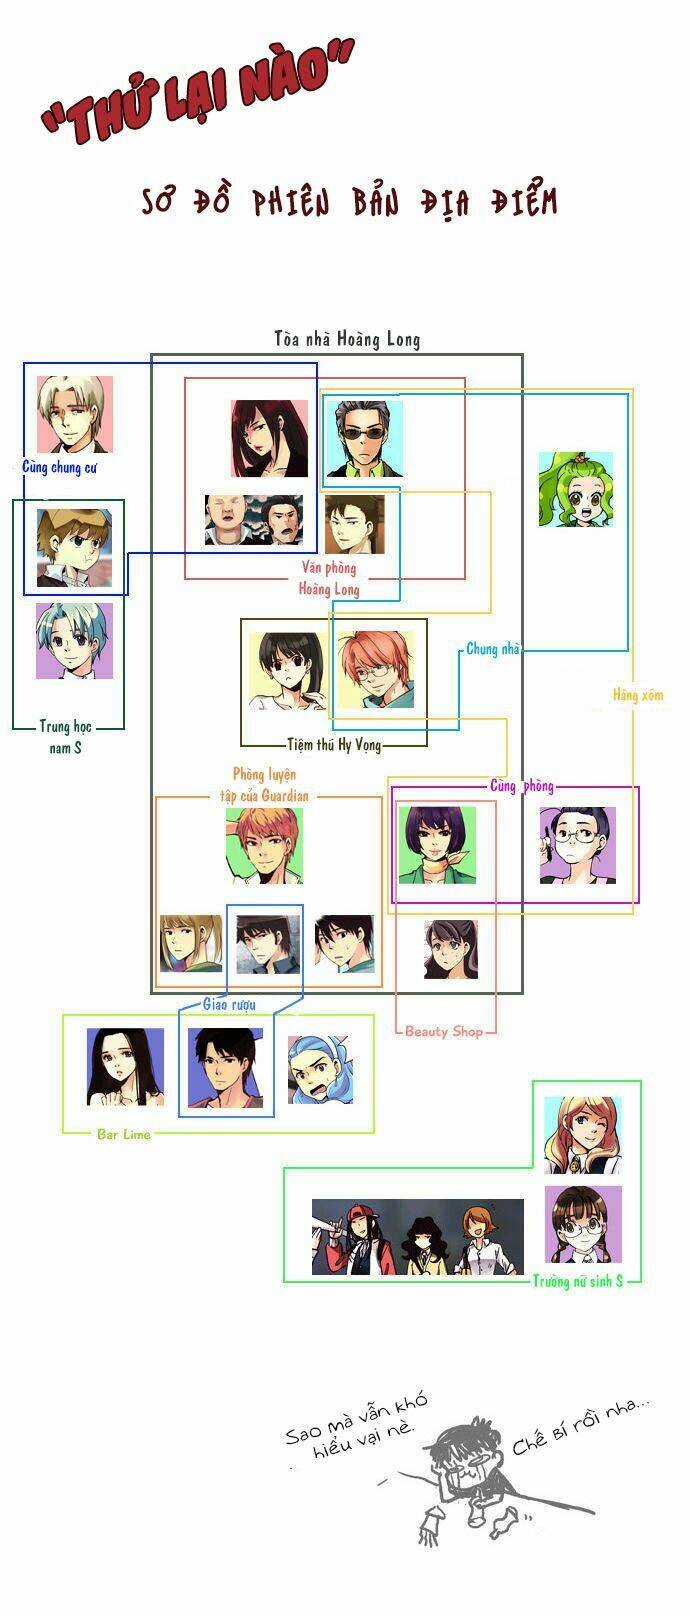 "THỬ LẠI NÀO"
SƠ ĐỒ PHIÊN BẢN ĐỊA ĐIỂM
Tòa nhà Hoàng Long
Cùng chung cư
Văn phòng
Hoàng Long
Chung nhà
Hàng xóm
Trung học
nam S
Tiệm thú Hy Vọng
Phòng luyện
tập của Guardian
Cùng phòng
Giao rượu
Beauty Shop
Bar Lime
Trường nữ sinh S
Sao mà vẫn khó
hiểu vại nè.
Chế bí rồi nha...